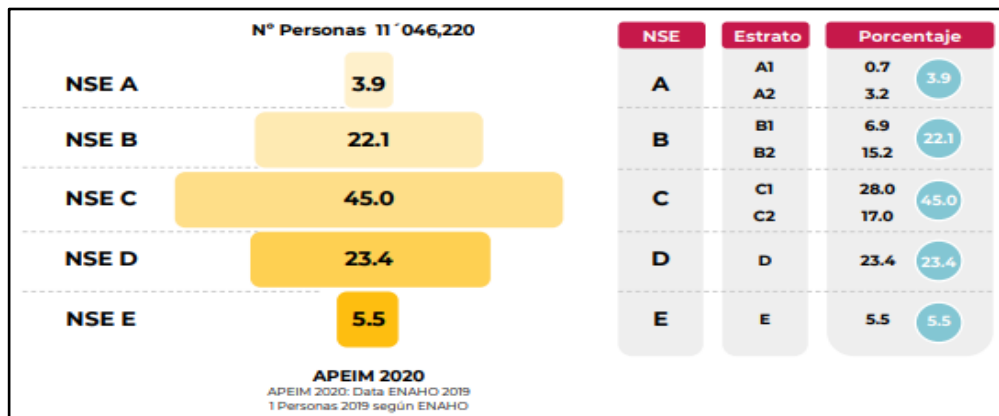 N° Personas 11´046,220
NSE A 3.9
NSE B 22.1
NSE C 45.0
NSE D 23.4
NSE E 5.5
APEIM 2020
APEIM 2020: Data ENAHO 2019
1 Personas 2019 según ENAHO
NSE Estrato Porcentaje
A A1 0.7 3.9
A2 3.2
B B1 6.9 22.1
B2 15.2
C C1 28.0 45.0
C2 17.0
D D 23.4 23.4
E E 5.5 5.5